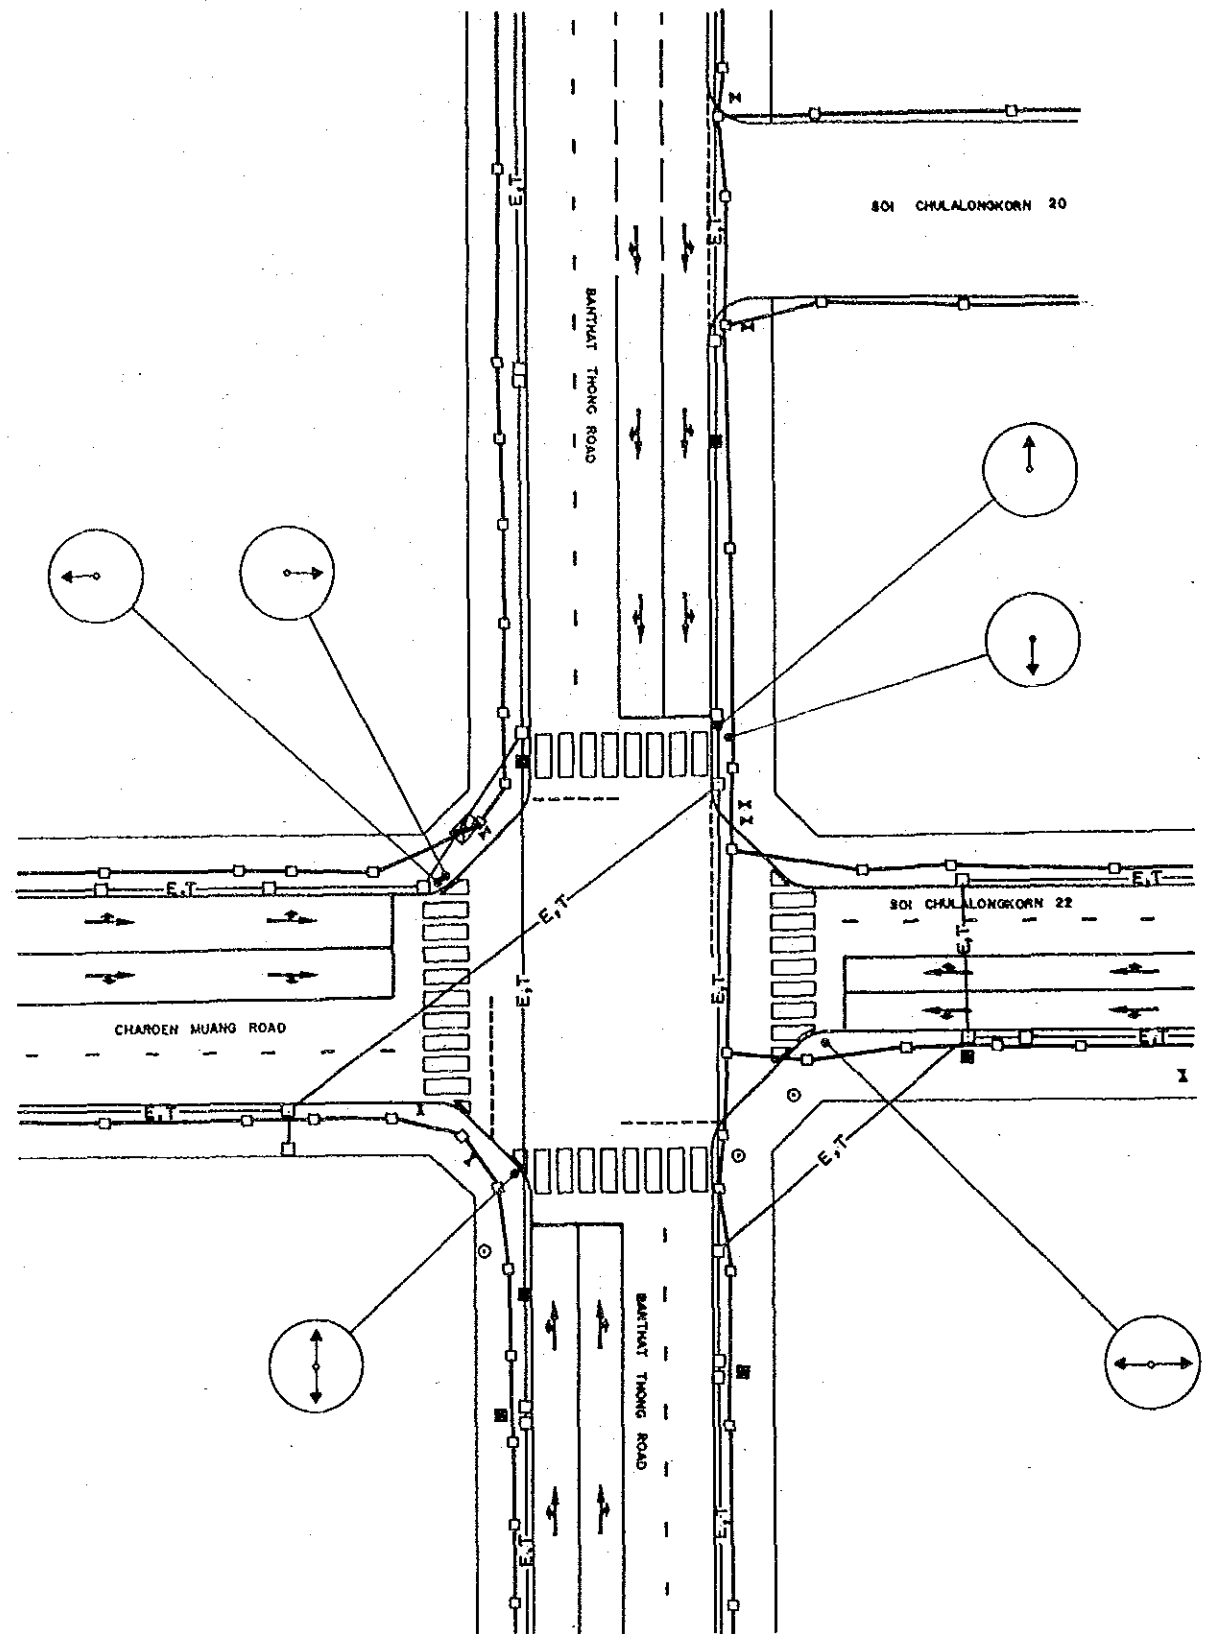 E,T
SOI CHULALONGKORN 20
E,T
BANTHAT THONG ROAD
E,T
E,T
SOI CHULALONGKORN 22
E,T
E,T
E,T
E,T
CHAROEN MUANG ROAD
E,T
E,T
E,T
BANTHAT THONG ROAD
E,T
E,T